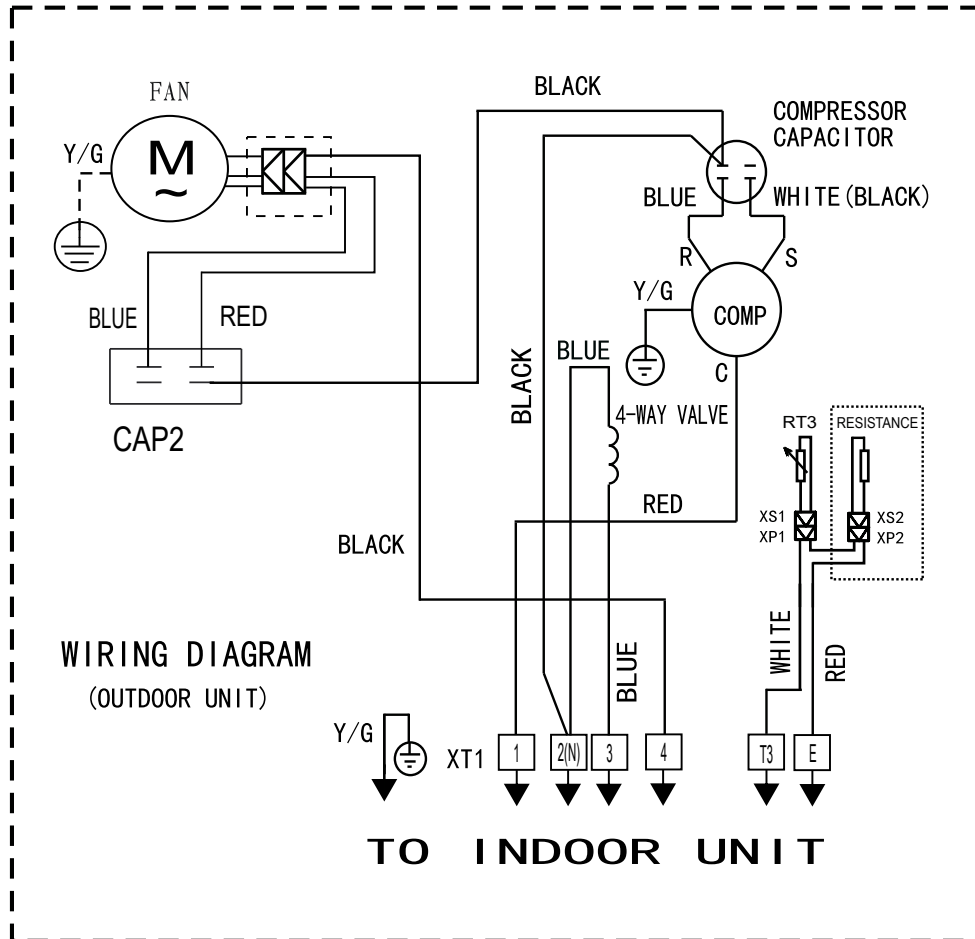 FAN
M
~
Y/G
BLACK
COMPRESSOR
CAPACITOR
BLUE
WHITE(BLACK)
R
S
Y/G
COMP
C
BLUE
RED
CAP2
BLACK
BLUE
4-WAY VALVE
RED
BLACK
RT3
RESISTANCE
XS1
XP1
XS2
XP2
WHITE
RED
BLUE
WIRING DIAGRAM
(OUTDOOR UNIT)
Y/G
XT1
1
2(N)
3
4
T3
E
TO INDOOR UNIT